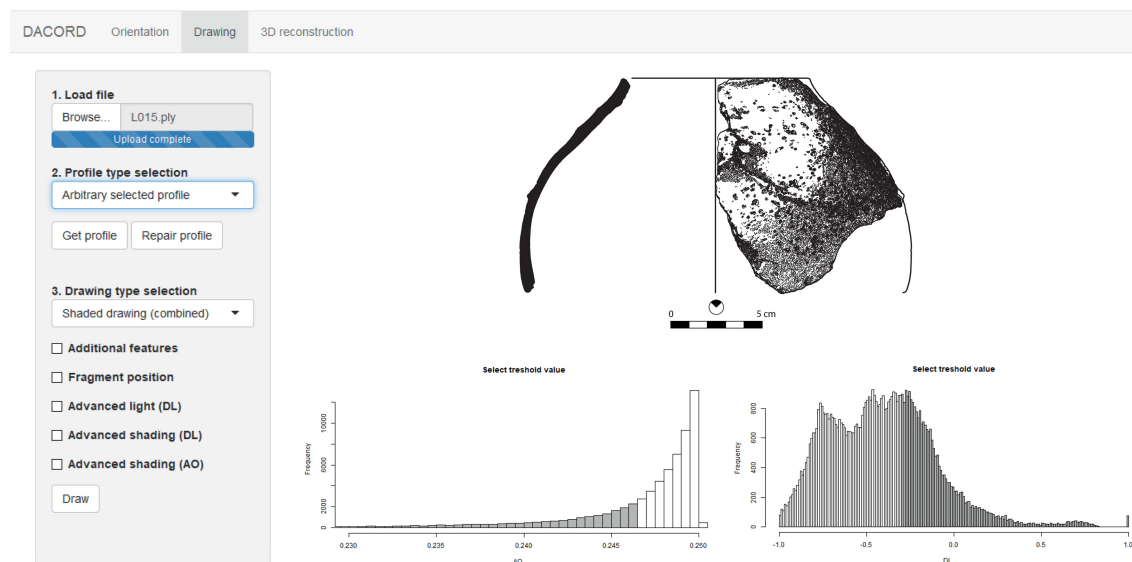 DACORD Orientation Drawing 3D reconstruction
1. Load file
Browse... L015.ply
Upload complete
2. Profile type selection
Arbitrary selected profile
Get profile Repair profile
3. Drawing type selection
Shaded drawing (combined)
Additional features
Fragment position
Advanced light (DL)
Advanced shading (DL)
Advanced shading (AO)
Draw
0 5 cm
Select treshold value
Frequency
2000 6000 10000
0
0.230 0.235 0.240 0.245 0.250
AO
Select treshold value
Frequency
0 200 400 600 800
-1.0 -0.5 0.0 0.5 1.0
DL